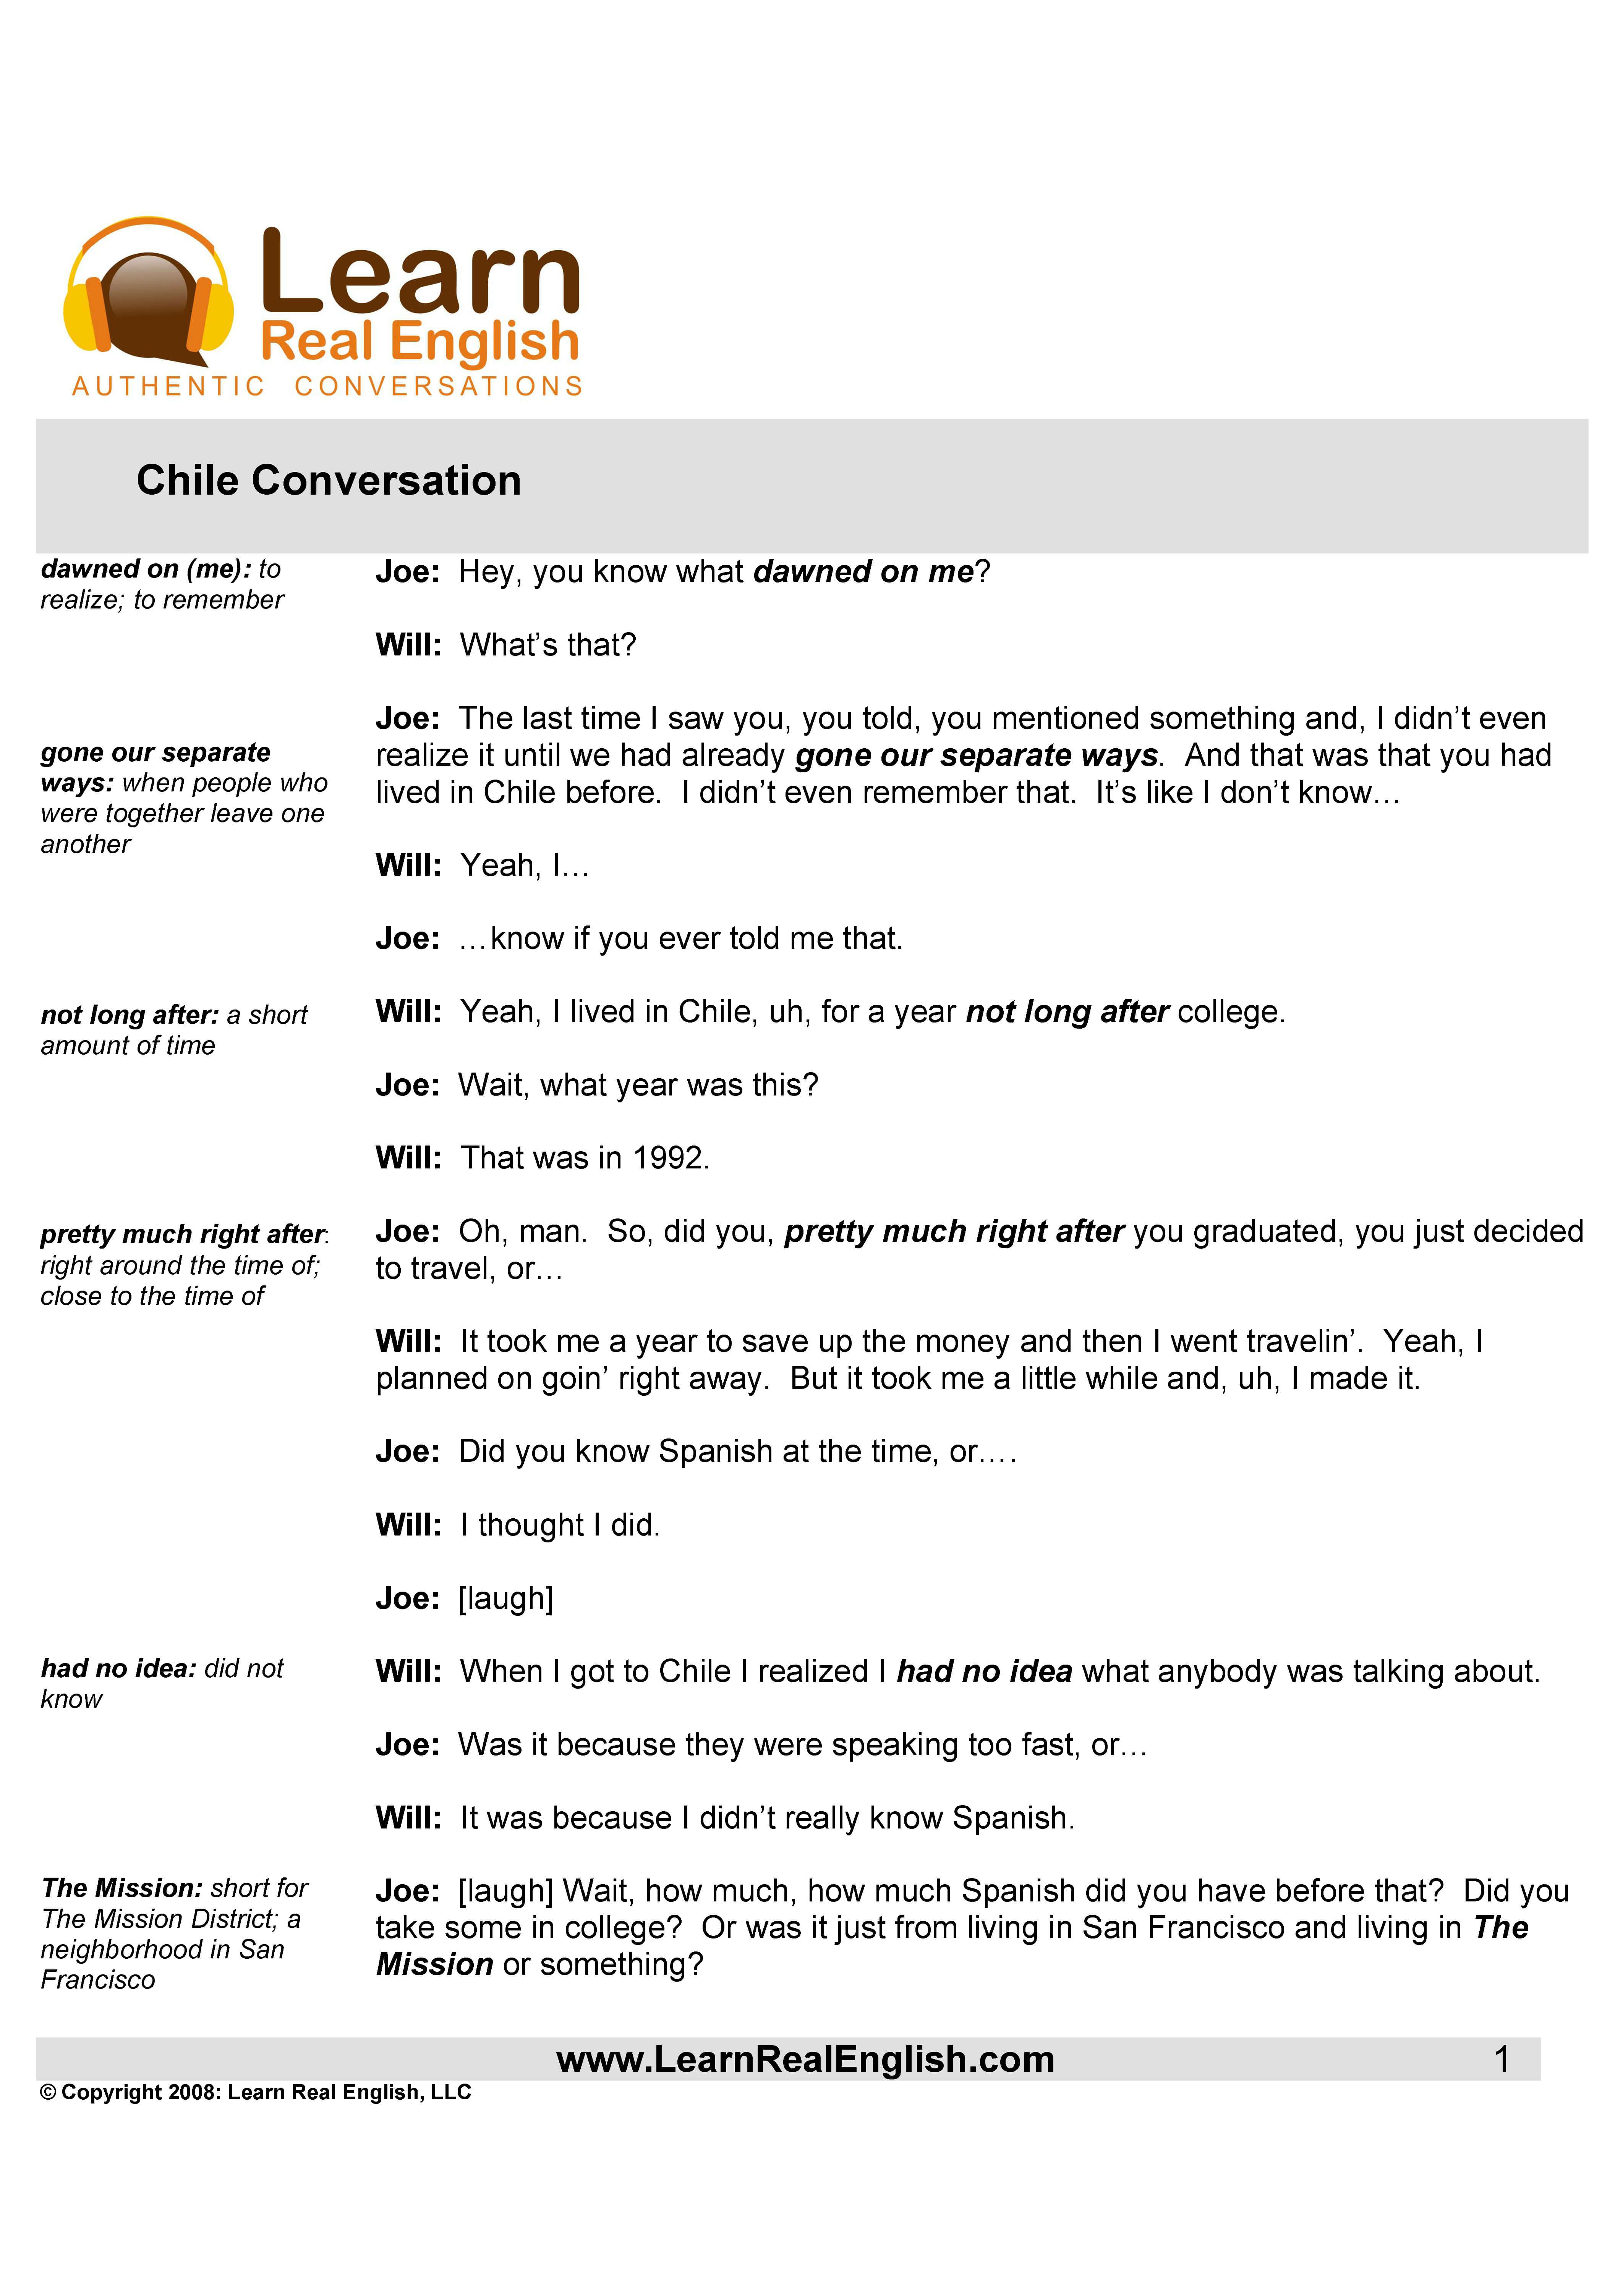 Learn
Real English
AUTHENTIC CONVERSATIONS
Chile Conversation
dawned on (me): to
realize; to remember
Joe: Hey, you know what dawned on me?
Will: What’s that?
gone our separate
ways: when people who
were together leave one
another
Joe: The last time I saw you, you told, you mentioned something and, I didn’t even
realize it until we had already gone our separate ways. And that was that you had
lived in Chile before. I didn’t even remember that. It’s like I don’t know…
Will: Yeah, I…
Joe: …know if you ever told me that.
not long after: a short
amount of time
Will: Yeah, I lived in Chile, uh, for a year not long after college.
Joe: Wait, what year was this?
Will: That was in 1992.
pretty much right after:
right around the time of;
close to the time of
Joe: Oh, man. So, did you, pretty much right after you graduated, you just decided
to travel, or…
Will: It took me a year to save up the money and then I went travelin’. Yeah, I
planned on goin’ right away. But it took me a little while and, uh, I made it.
Joe: Did you know Spanish at the time, or….
Will: I thought I did.
Joe: [laugh]
had no idea: did not
know
Will: When I got to Chile I realized I had no idea what anybody was talking about.
Joe: Was it because they were speaking too fast, or…
Will: It was because I didn’t really know Spanish.
The Mission: short for
The Mission District; a
neighborhood in San
Francisco
Joe: [laugh] Wait, how much, how much Spanish did you have before that? Did you
take some in college? Or was it just from living in San Francisco and living in The
Mission or something?
www.LearnRealEnglish.com 1
© Copyright 2008: Learn Real English, LLC